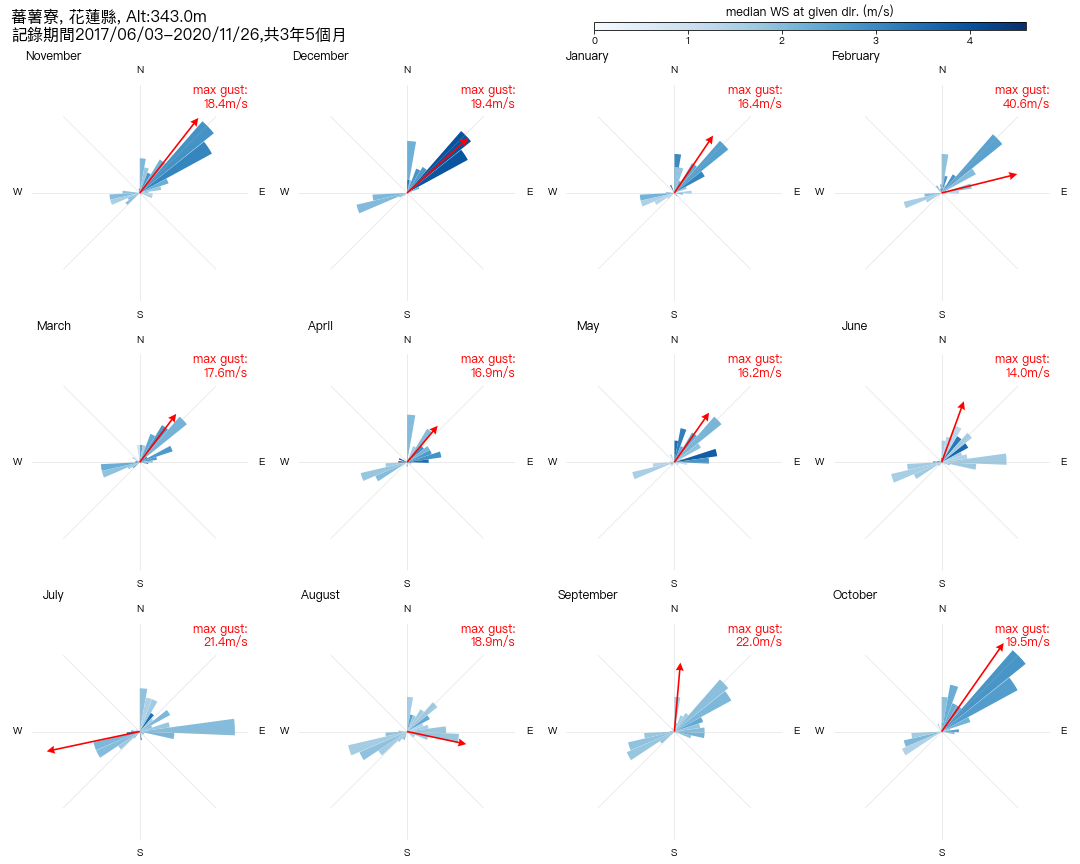 蕃薯寮, 花蓮縣, Alt:343.0m
記錄期間2017/06/03-2020/11/26,共3年5個月
median WS at given dir. (m/s)
0 1 2 3 4
November
N
max gust:
18.4m/s
W
E
S
December
N
max gust:
19.4m/s
W
E
S
January
N
max gust:
16.4m/s
W
E
S
February
N
max gust:
40.6m/s
W
E
S
March
N
max gust:
17.6m/s
W
E
S
April
N
max gust:
16.9m/s
W
E
S
May
N
max gust:
16.2m/s
W
E
S
June
N
max gust:
14.0m/s
W
E
S
July
N
max gust:
21.4m/s
W
E
S
August
N
max gust:
18.9m/s
W
E
S
September
N
max gust:
22.0m/s
W
E
S
October
N
max gust:
19.5m/s
W
E
S